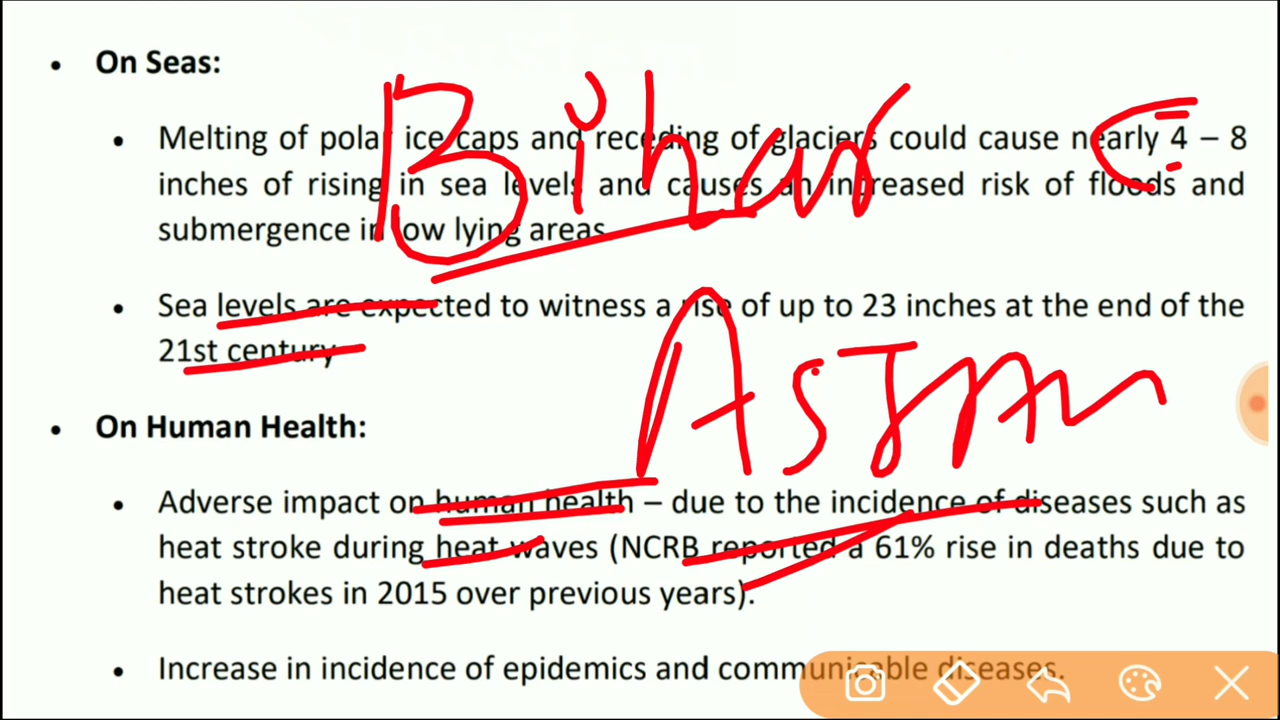 • On Seas:
• Melting of polar ice caps and receding of glaciers could cause nearly 4 – 8
inches of rising in sea levels and causes an increased risk of floods and
submergence in low lying areas.
• Sea levels are expected to witness a rise of up to 23 inches at the end of the
21st century
• On Human Health:
• Adverse impact on human health – due to the incidence of diseases such as
heat stroke during heat waves (NCRB reported a 61% rise in deaths due to
heat strokes in 2015 over previous years).
• Increase in incidence of epidemics and communicable diseases.
Bihar